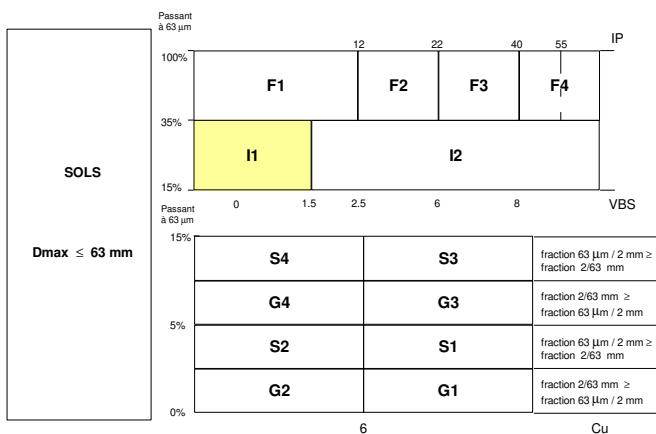 Passant
à 63 µm
IP
12 22 40 55
100%
F1 F2 F3 F4
35%
I1 I2
SOLS
15%
0 1.5 2.5 6 8 VBS
Passant
à 63 µm
15%
Dmax ≤ 63 mm
S4 S3 fraction 63 µm / 2 mm ≥
fraction 2/63 mm
G4 G3 fraction 2/63 mm ≥
fraction 63 µm / 2 mm
5%
S2 S1 fraction 63 µm / 2 mm ≥
fraction 2/63 mm
G2 G1 fraction 2/63 mm ≥
fraction 63 µm / 2 mm
0%
6 Cu